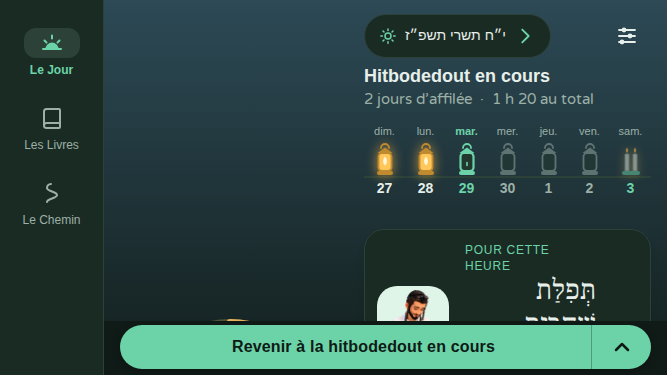 Le Jour
Les Livres
Le Chemin
י״ח תשרי תשפ״ז
Hitbodedout en cours
2 jours d'affilée · 1 h 20 au total
dim. lun. mar. mer. jeu. ven. sam.
27 28 29 30 1 2 3
POUR CETTE
HEURE
תְּפִלַּת
Revenir à la hitbodedout en cours